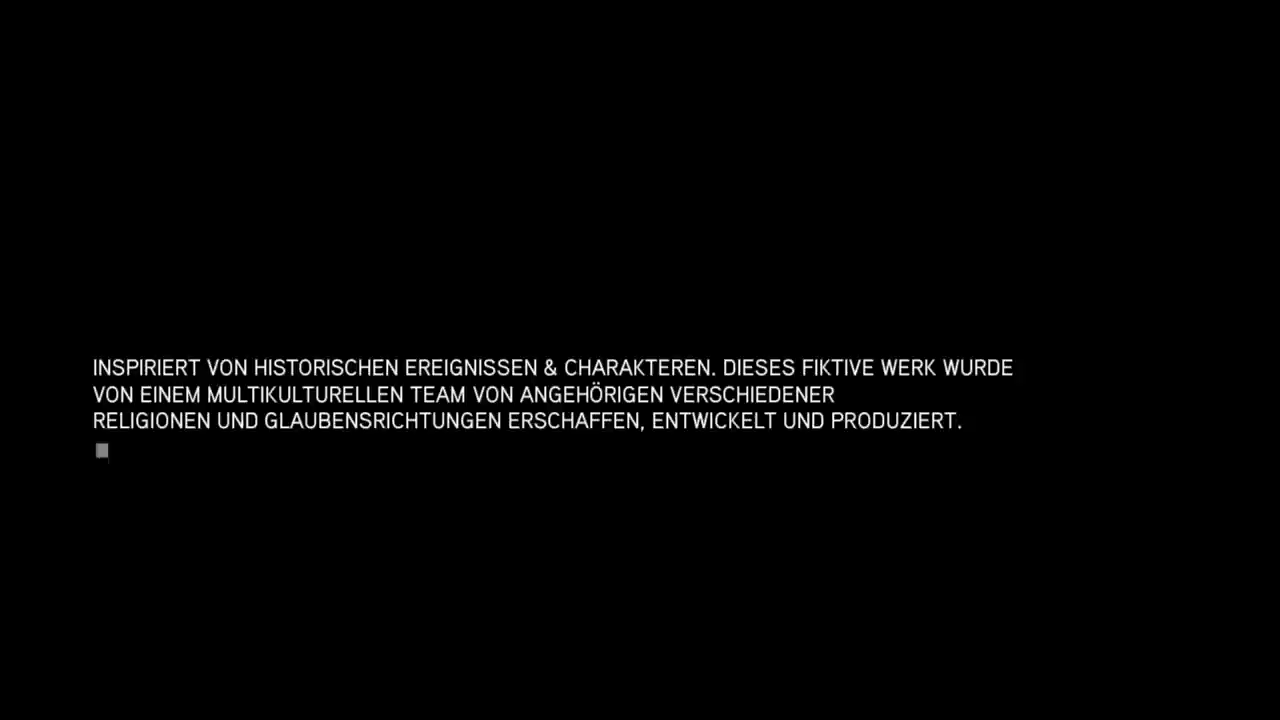 INSPIRIERT VON HISTORISCHEN EREIGNISSEN & CHARAKTEREN. DIESES FIKTIVE WERK WURDE
VON EINEM MULTIKULTURELLEN TEAM VON ANGEHÖRIGEN VERSCHIEDENER
RELIGIONEN UND GLAUBENSRICHTUNGEN ERSCHAFFEN, ENTWICKELT UND PRODUZIERT.